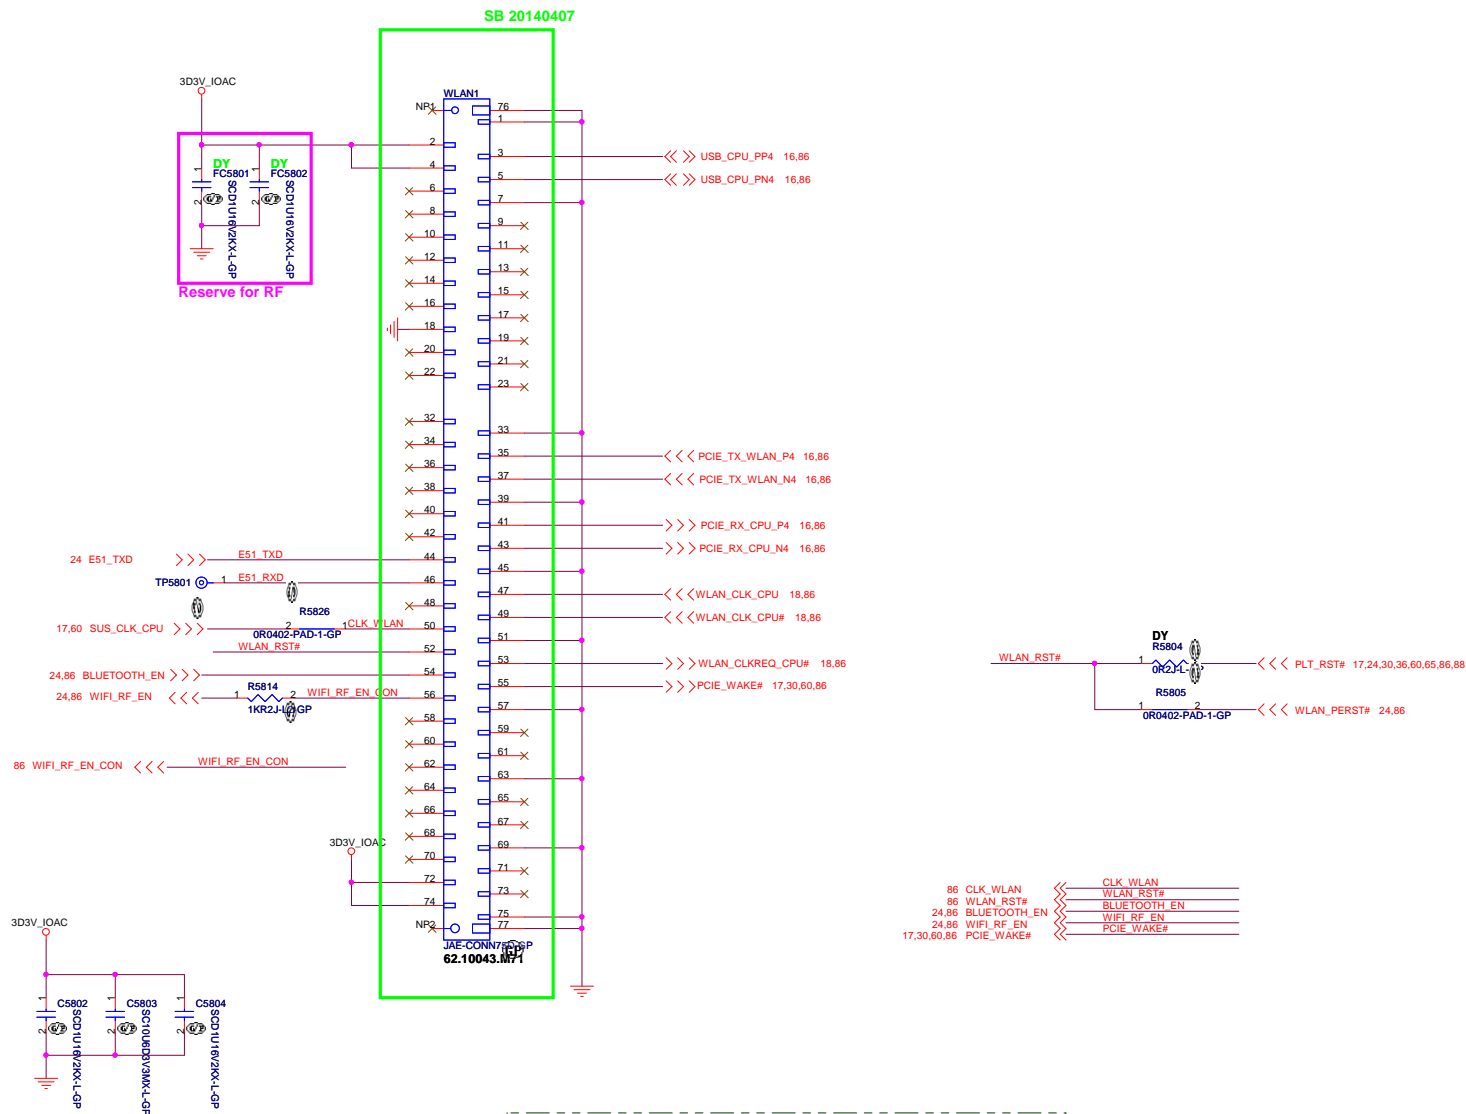 SB 20140407
3D3V_IOAC
WLAN1
NP1
76
1
2
3
USB_CPU_PP4 16,86
4
5
USB_CPU_PN4 16,86
6
7
8
9
10
11
12
13
14
15
16
17
18
19
20
21
22
23
DY
DY
FC5801
FC5802
1
1
2
2
SCD1U16V2KX-L-GP
SCD1U16V2KX-L-GP
Reserve for RF
32
33
34
35
PCIE_TX_WLAN_P4 16,86
36
37
PCIE_TX_WLAN_N4 16,86
38
39
40
41
PCIE_RX_CPU_P4 16,86
42
43
PCIE_RX_CPU_N4 16,86
24 E51_TXD
E51_TXD
44
45
TP5801
1
E51_RXD
46
47
WLAN_CLK_CPU 18,86
48
49
WLAN_CLK_CPU# 18,86
R5826
17,60 SUS_CLK_CPU
2
1
CLK_WLAN
50
0R0402-PAD-1-GP
51
WLAN_RST#
52
53
WLAN_CLKREQ_CPU# 18,86
24,86 BLUETOOTH_EN
54
55
PCIE_WAKE# 17,30,60,86
R5814
24,86 WIFI_RF_EN
1
2
WIFI_RF_EN_CON
56
57
58
59
60
61
86 WIFI_RF_EN_CON
WIFI_RF_EN_CON
62
63
64
65
66
67
68
69
3D3V_IOAC
70
71
72
73
74
75
NP2
77
62.10043.M71
DY
R5804
WLAN_RST#
1
PLT_RST# 17,24,30,36,60,65,86,88
R5805
1
2
WLAN_PERST# 24,86
0R0402-PAD-1-GP
86 CLK_WLAN
CLK_WLAN
86 WLAN_RST#
WLAN_RST#
24,86 BLUETOOTH_EN
BLUETOOTH_EN
24,86 WIFI_RF_EN
WIFI_RF_EN
17,30,60,86 PCIE_WAKE#
PCIE_WAKE#
3D3V_IOAC
1
C5802
1
C5803
1
C5804
2
2
2
SCD1U16V2KX-L-GP
SC10U6D3V3MX-L-GP
SCD1U16V2KX-L-GP